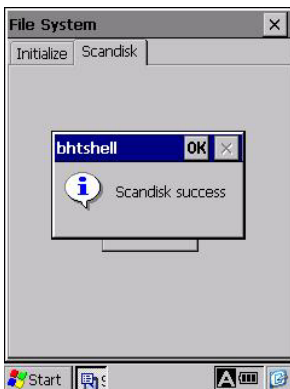 File System
Initialize Scandisk
bhtshell OK
Scandisk success
Start
A